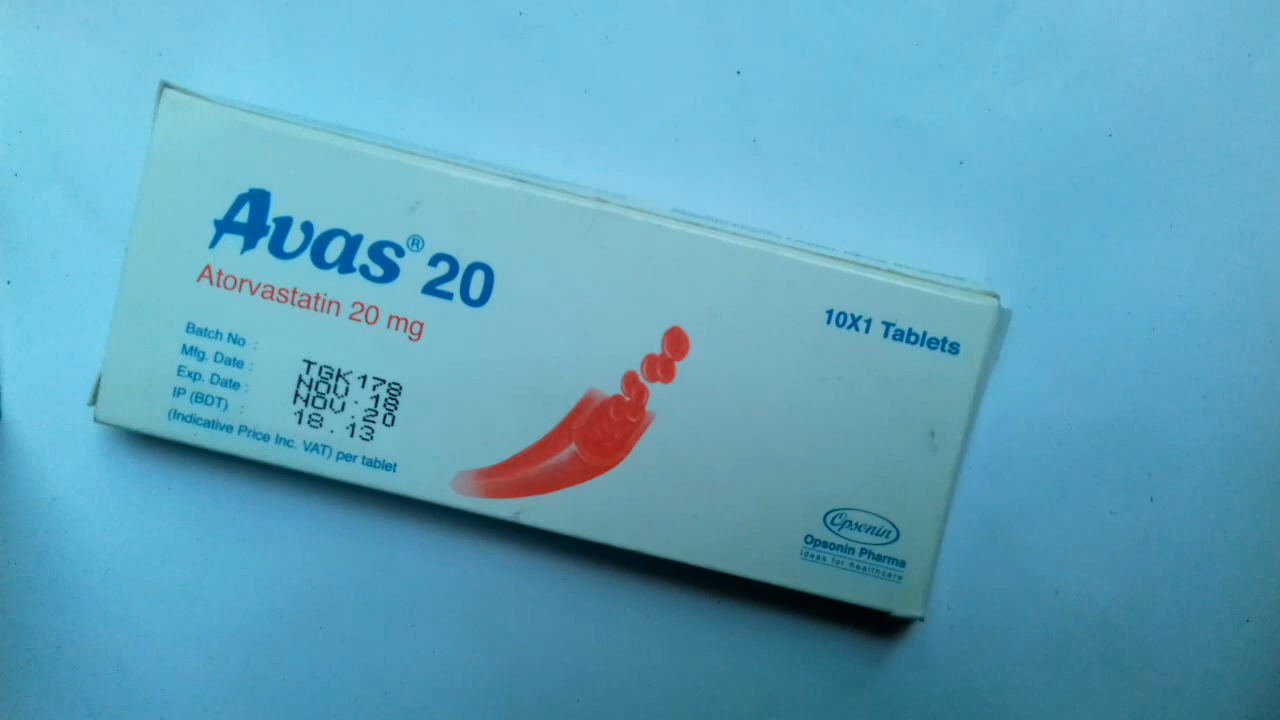 Avas® 20
Atorvastatin 20 mg
10X1 Tablets
Batch No : TGK178
Mfg. Date : NOV.18
Exp. Date : NOV.20
IP (BDT) : 18.13
(Indicative Price Inc. VAT) per tablet
Opsonin
Opsonin Pharma
Ideas for healthcare